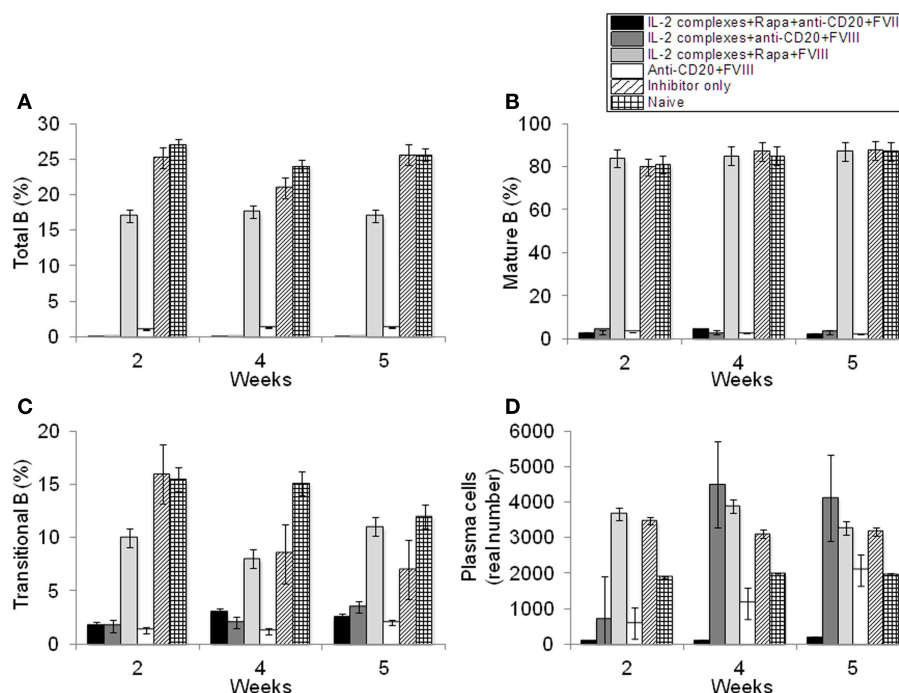 IL-2 complexes+Rapa+anti-CD20+FVII
IL-2 complexes+anti-CD20+FVIII
IL-2 complexes+Rapa+FVIII
Anti-CD20+FVIII
Inhibitor only
Naive
A
Total B (%)
30
25
20
15
10
5
0
2
4
5
Weeks
B
Mature B (%)
100
80
60
40
20
0
2
4
5
Weeks
C
Transitional B (%)
20
15
10
5
0
2
4
5
Weeks
D
Plasma cells
(real number)
6000
5000
4000
3000
2000
1000
0
2
4
5
Weeks